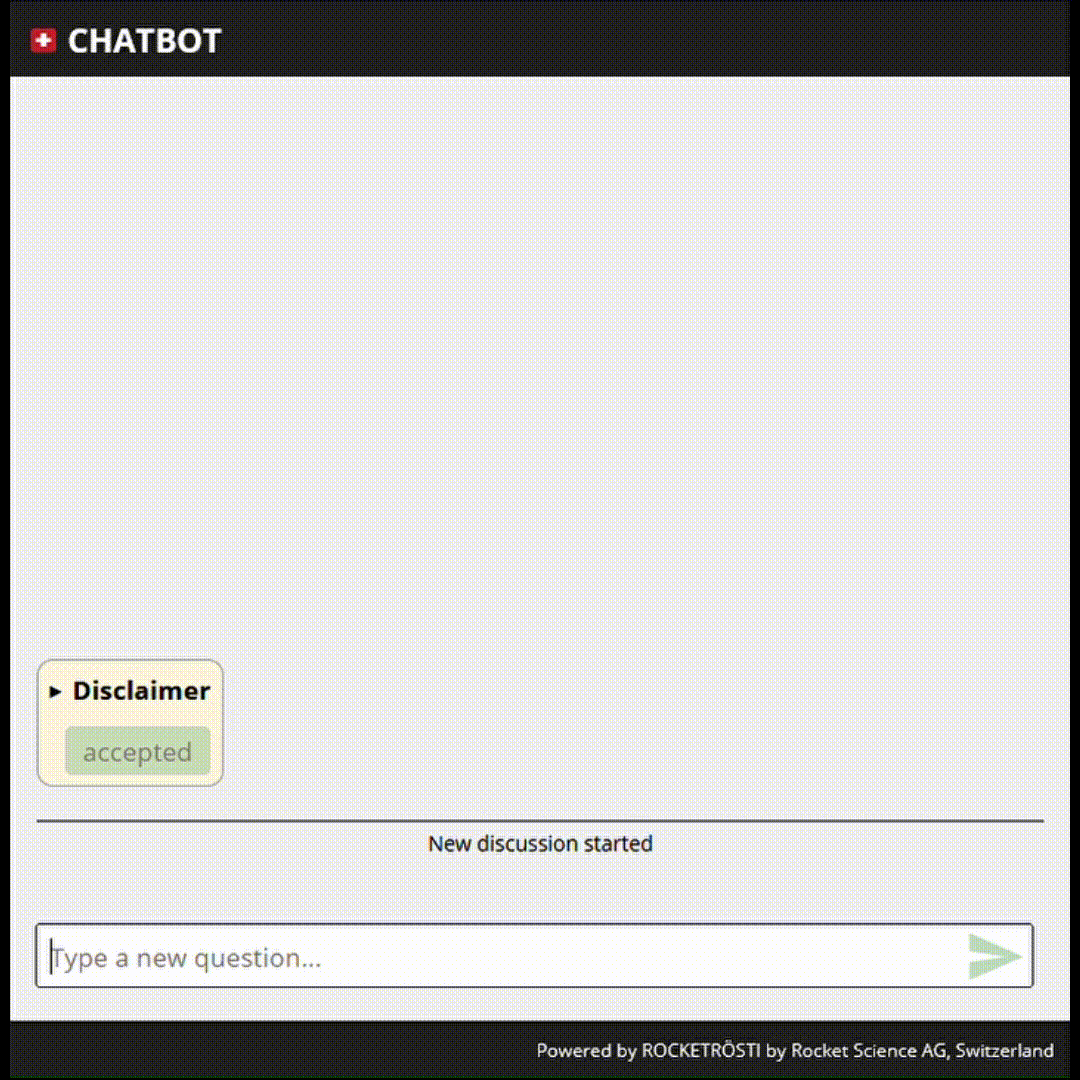 CHATBOT
Disclaimer
accepted
New discussion started
Type a new question...
Powered by ROCKETRÖSTI by Rocket Science AG, Switzerland